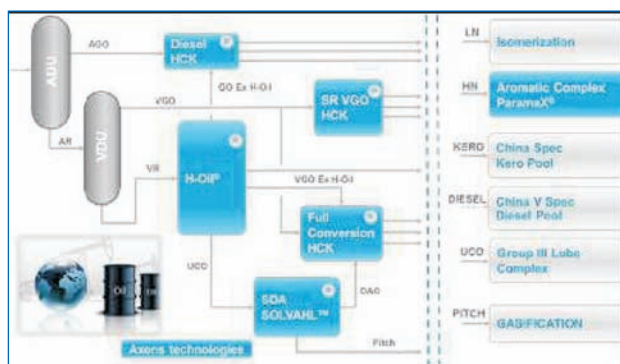 ADU
AGO
Diesel
HCK
GO Ex H-Oil
AR
VDU
VGO
SR VGO
HCK
VR
H-Oil®
VGO Ex H-Oil
Full
Conversion
HCK
UCO
DAO
SDA
SOLVAHL™
Pitch
Oil
Axens technologies
LN
Isomerization
HN
Aromatic Complex
ParamaX®
KERO
China Spec
Kero Pool
DIESEL
China V Spec
Diesel Pool
UCO
Group III Lube
Complex
PITCH
GASIFICATION